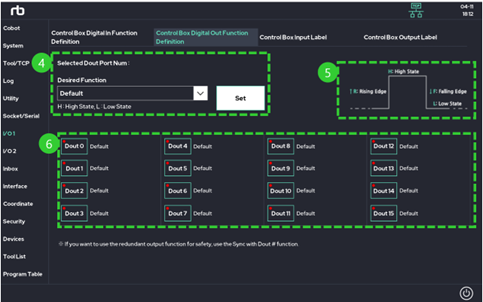 rb
04-11
18:12
Cobot
System
Tool/TCP
Log
Utility
Socket/Serial
I/O 1
I/O 2
Inbox
Interface
Coordinate
Security
Devices
Tool List
Program Table
Control Box Digital In Function Definition
Control Box Digital Out Function Definition
Control Box Input Label
Control Box Output Label
4
Selected Dout Port Num :
Desired Function
Default
Set
H : High State, L : Low State
5
H: High State
↑ R: Rising Edge
↓ F: Falling Edge
L: Low State
6
Dout 0 Default
Dout 4 Default
Dout 8 Default
Dout 12 Default
Dout 1 Default
Dout 5 Default
Dout 9 Default
Dout 13 Default
Dout 2 Default
Dout 6 Default
Dout 10 Default
Dout 14 Default
Dout 3 Default
Dout 7 Default
Dout 11 Default
Dout 15 Default
※ If you want to use the redundant output function for safety, use the Sync with Dout # function.